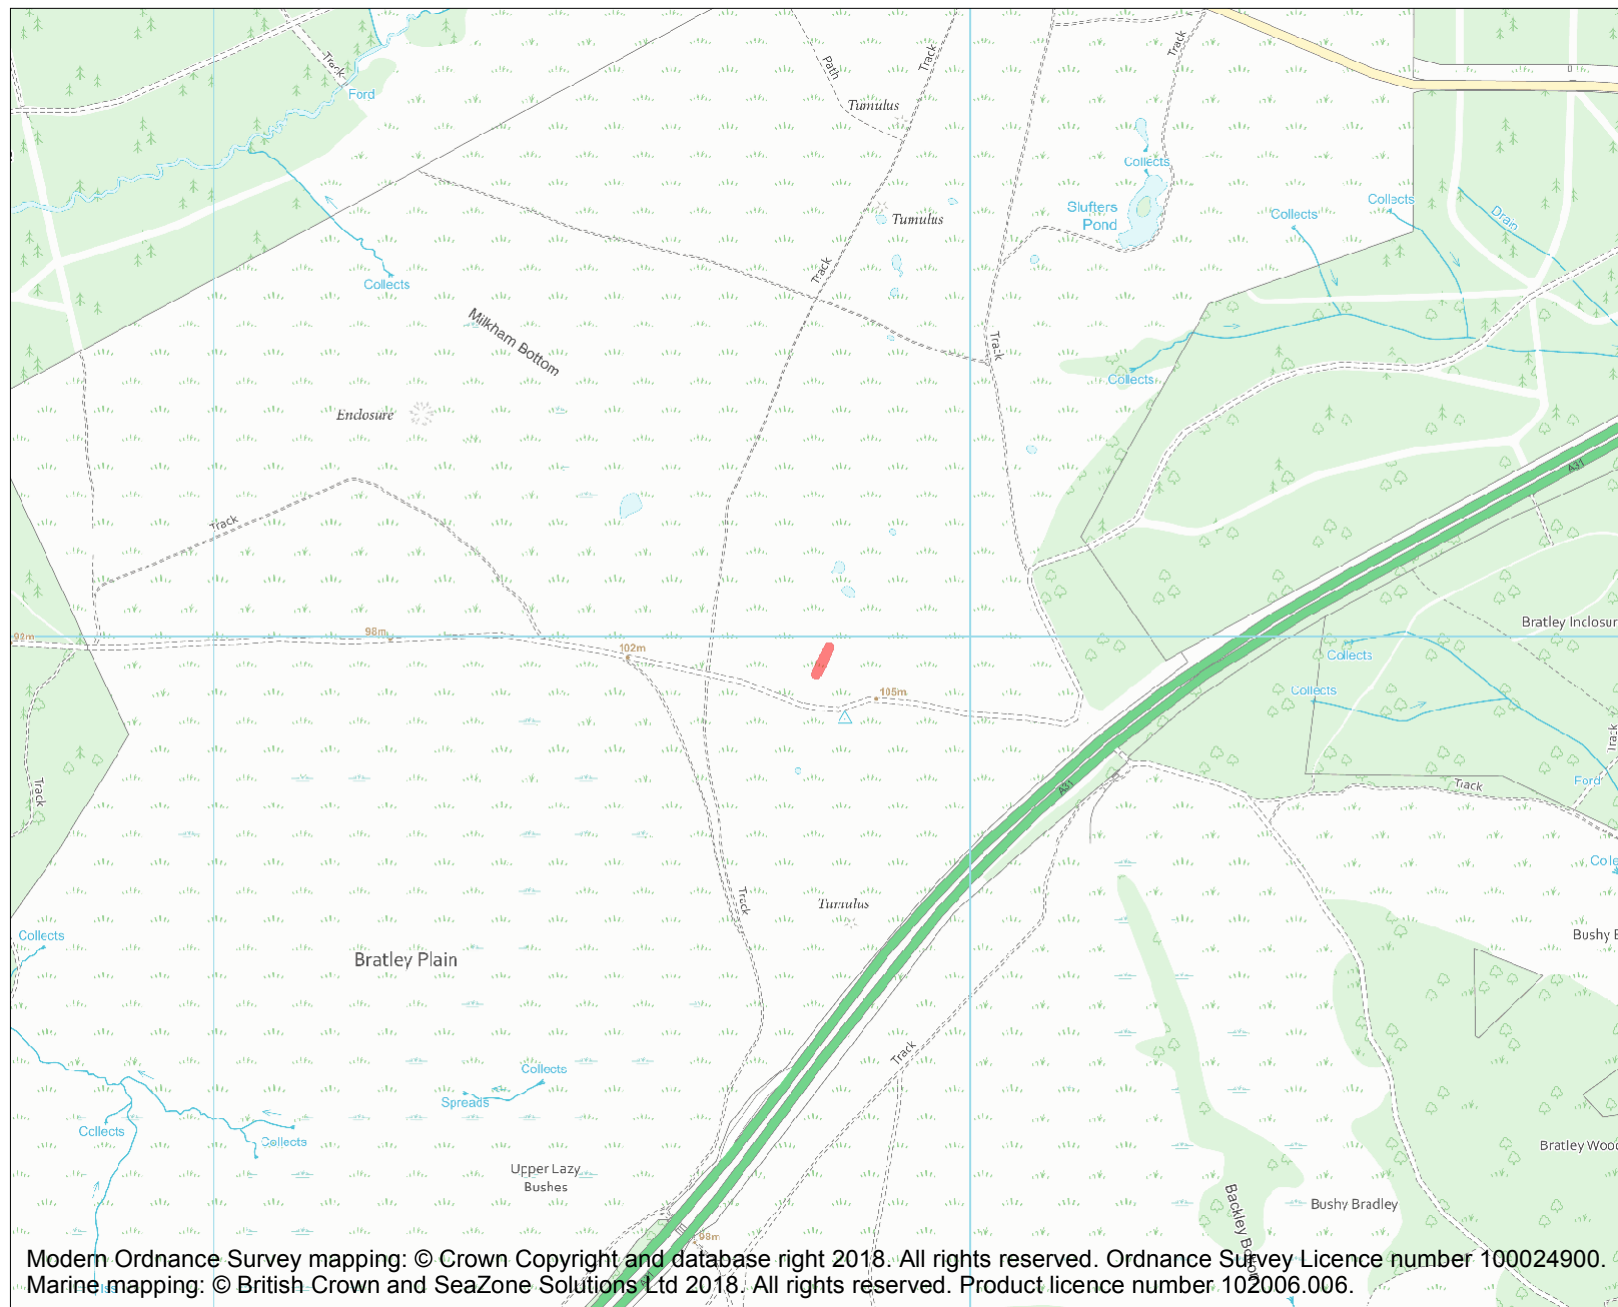 Ford
Track
Path
Track
Track
Tumulus
Collects
Slufters
Pond
Tumulus
Collects
Collects
Drain
Track
Collects
Milkham Bottom
Track
Collects
Enclosure
A31
Track
92m
98m
102m
105m
Bratley Inclosur
Collects
Collects
Track
Track
A31
Track
Ford
Track
Tumulus
Colle
Collects
Bratley Plain
Bushy B
Track
Collects
Spreads
Collects
Collects
Bratley Wood
Upper Lazy
Bushes
Bushy Bradley
98m
Modern Ordnance Survey mapping: © Crown Copyright and database right 2018. All rights reserved. Ordnance Survey Licence number 100024900.
Marine mapping: © British Crown and SeaZone Solutions Ltd 2018. All rights reserved. Product licence number 102006.006.